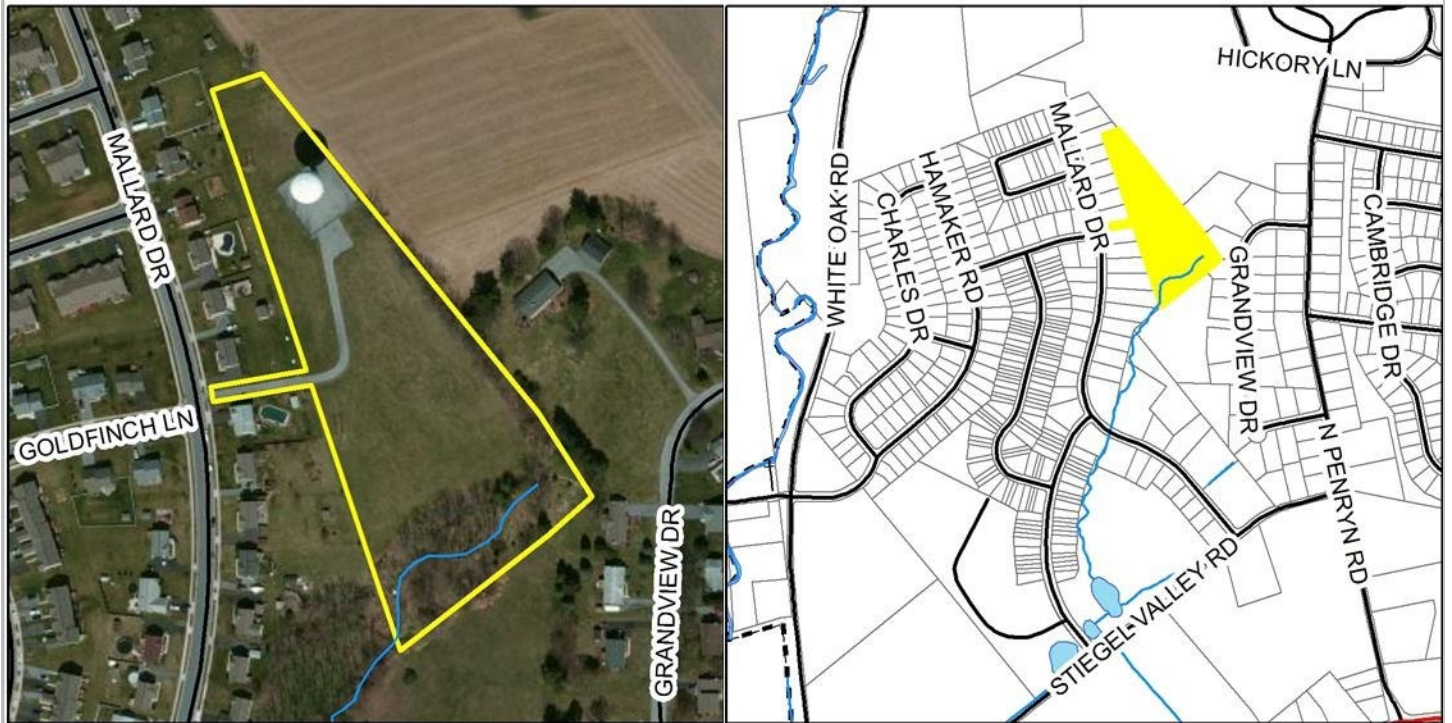 MALLARD DR
GOLDFINCH LN
GRANDVIEW DR
HICKORY LN
WHITE OAK RD
CHARLES DR
HAMAKER RD
MALLARD DR
GRANDVIEW DR
CAMBRIDGE DR
N PENRYN RD
STIEGEL VALLEY RD